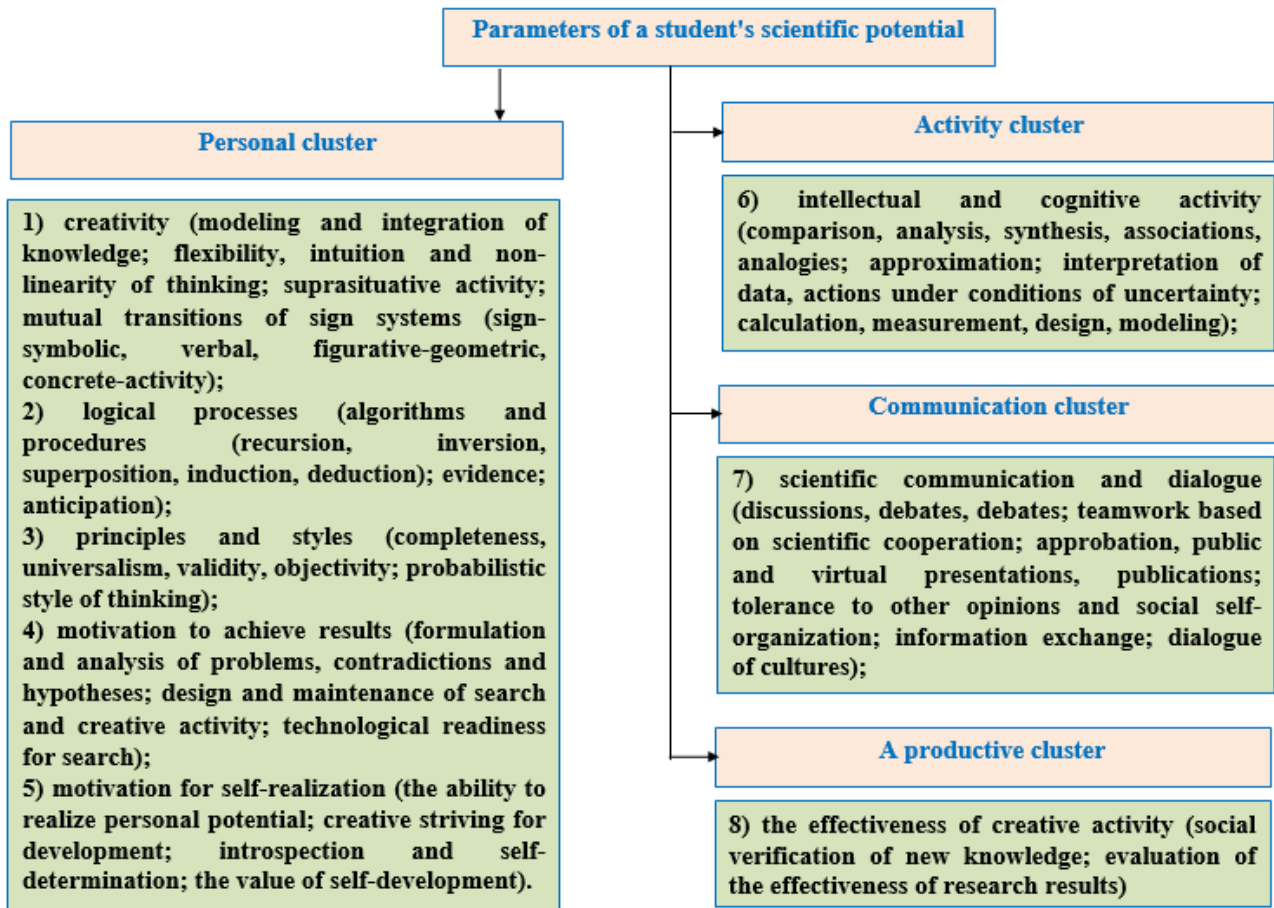 Parameters of a student's scientific potential
Personal cluster
1) creativity (modeling and integration of
knowledge; flexibility, intuition and non-
linearity of thinking; suprasituative activity;
mutual transitions of sign systems (sign-
symbolic, verbal, figurative-geometric,
concrete-activity);
2) logical processes (algorithms and
procedures (recursion, inversion,
superposition, induction, deduction); evidence;
anticipation);
3) principles and styles (completeness,
universalism, validity, objectivity; probabilistic
style of thinking);
4) motivation to achieve results (formulation
and analysis of problems, contradictions and
hypotheses; design and maintenance of search
and creative activity; technological readiness
for search);
5) motivation for self-realization (the ability to
realize personal potential; creative striving for
development; introspection and self-
determination; the value of self-development).
Activity cluster
6) intellectual and cognitive activity
(comparison, analysis, synthesis, associations,
analogies; approximation; interpretation of
data, actions under conditions of uncertainty;
calculation, measurement, design, modeling);
Communication cluster
7) scientific communication and dialogue
(discussions, debates, debates; teamwork based
on scientific cooperation; approbation, public
and virtual presentations, publications;
tolerance to other opinions and social self-
organization; information exchange; dialogue
of cultures);
A productive cluster
8) the effectiveness of creative activity (social
verification of new knowledge; evaluation of
the effectiveness of research results)